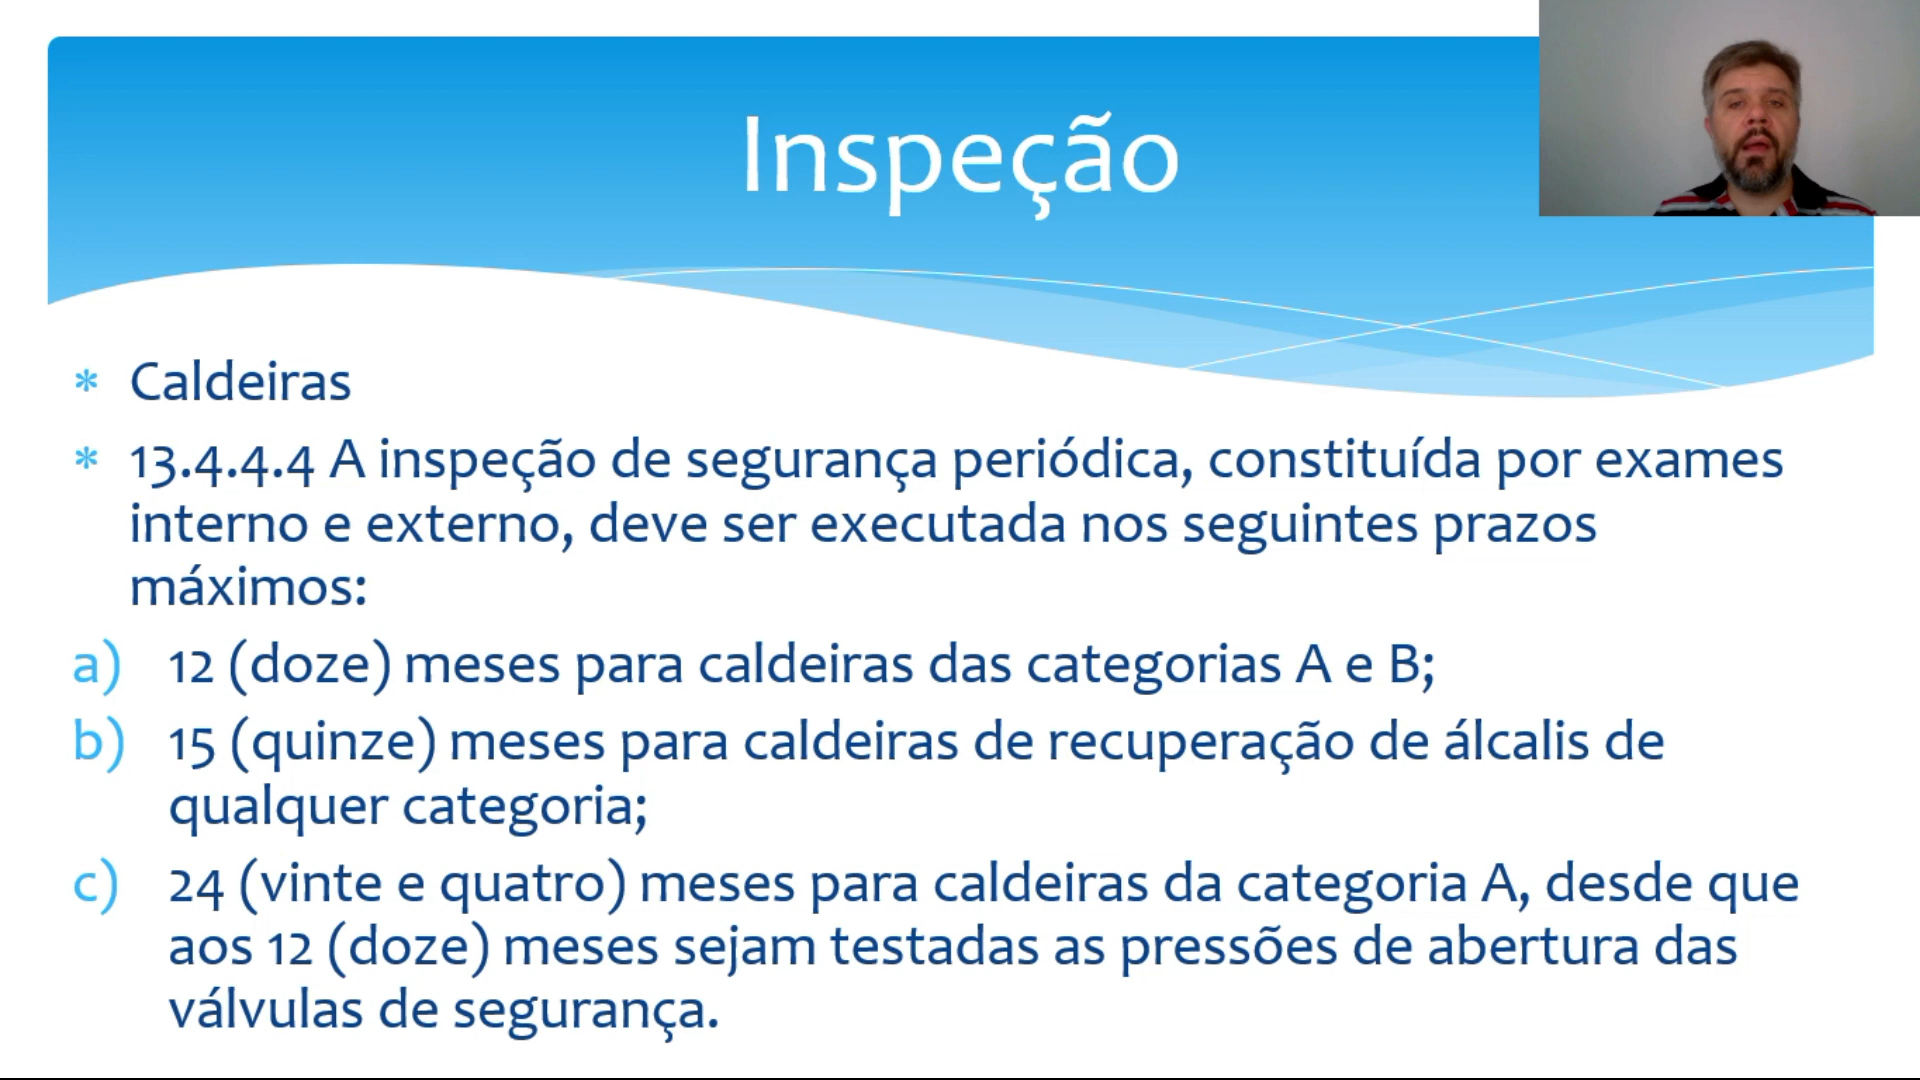 Inspeção
* Caldeiras
* 13.4.4.4 A inspeção de segurança periódica, constituída por exames
interno e externo, deve ser executada nos seguintes prazos
máximos:
a) 12 (doze) meses para caldeiras das categorias A e B;
b) 15 (quinze) meses para caldeiras de recuperação de álcalis de
qualquer categoria;
c) 24 (vinte e quatro) meses para caldeiras da categoria A, desde que
aos 12 (doze) meses sejam testadas as pressões de abertura das
válvulas de segurança.